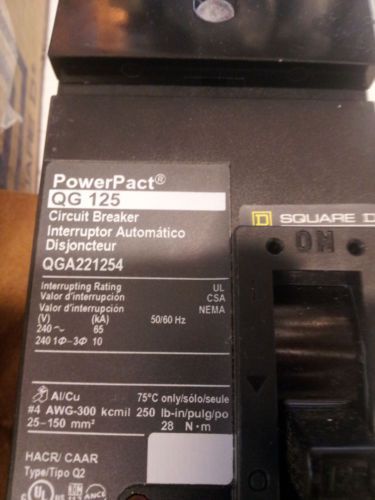 PowerPact®
QG 125
Circuit Breaker
Interruptor Automático
Disjoncteur
QGA221254
SQUARE D
ON
Interrupting Rating UL
Valor d'interrupción CSA
Valeur d'interruption NEMA
(V) (kA) 50/60 Hz
240 ~ 65
240 1Φ–3Φ 10
Al/Cu 75°C only/sólo/seule
#4 AWG-300 kcmil 250 lb-in/pulg/po
25–150 mm² 28 N·m
HACR/ CAAR
Type/Tipo Q2
UL